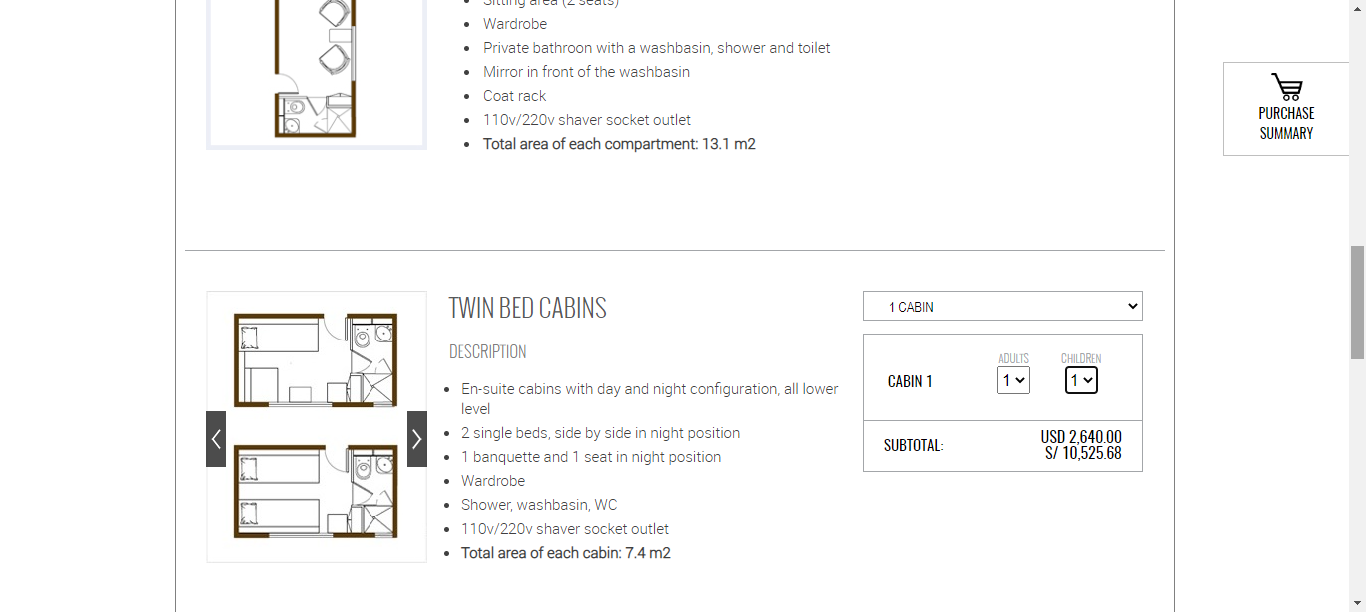 Sitting area (2 seats)
Wardrobe
Private bathroon with a washbasin, shower and toilet
Mirror in front of the washbasin
Coat rack
110v/220v shaver socket outlet
Total area of each compartment: 13.1 m2
PURCHASE
SUMMARY
TWIN BED CABINS
DESCRIPTION
En-suite cabins with day and night configuration, all lower
level
2 single beds, side by side in night position
1 banquette and 1 seat in night position
Wardrobe
Shower, washbasin, WC
110v/220v shaver socket outlet
Total area of each cabin: 7.4 m2
1 CABIN
ADULTS CHILDREN
CABIN 1 1 1
SUBTOTAL: USD 2,640.00
S/ 10,525.68